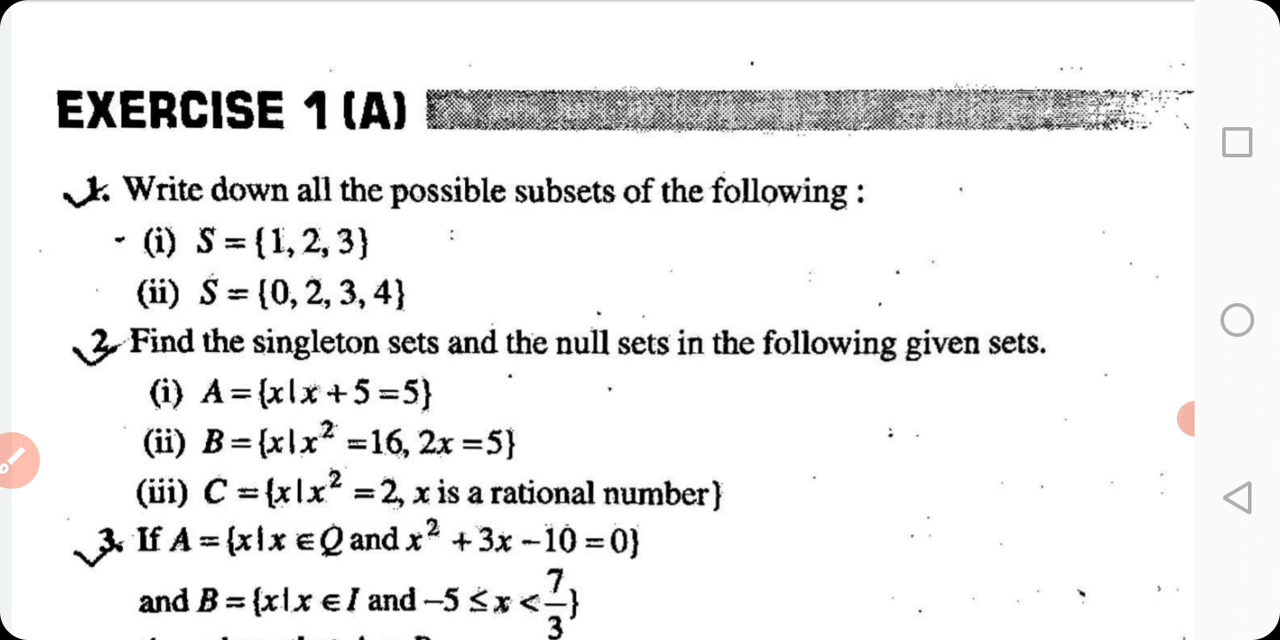 EXERCISE 1 (A)
1. Write down all the possible subsets of the following :
(i) S = {1, 2, 3}
(ii) S = {0, 2, 3, 4}
2. Find the singleton sets and the null sets in the following given sets.
(i) A = {x | x + 5 = 5}
(ii) B = {x | x² = 16, 2x = 5}
(iii) C = {x | x² = 2, x is a rational number}
3. If A = {x | x ∈ Q and x² + 3x – 10 = 0}
and B = {x | x ∈ I and –5 ≤ x < 7/3}